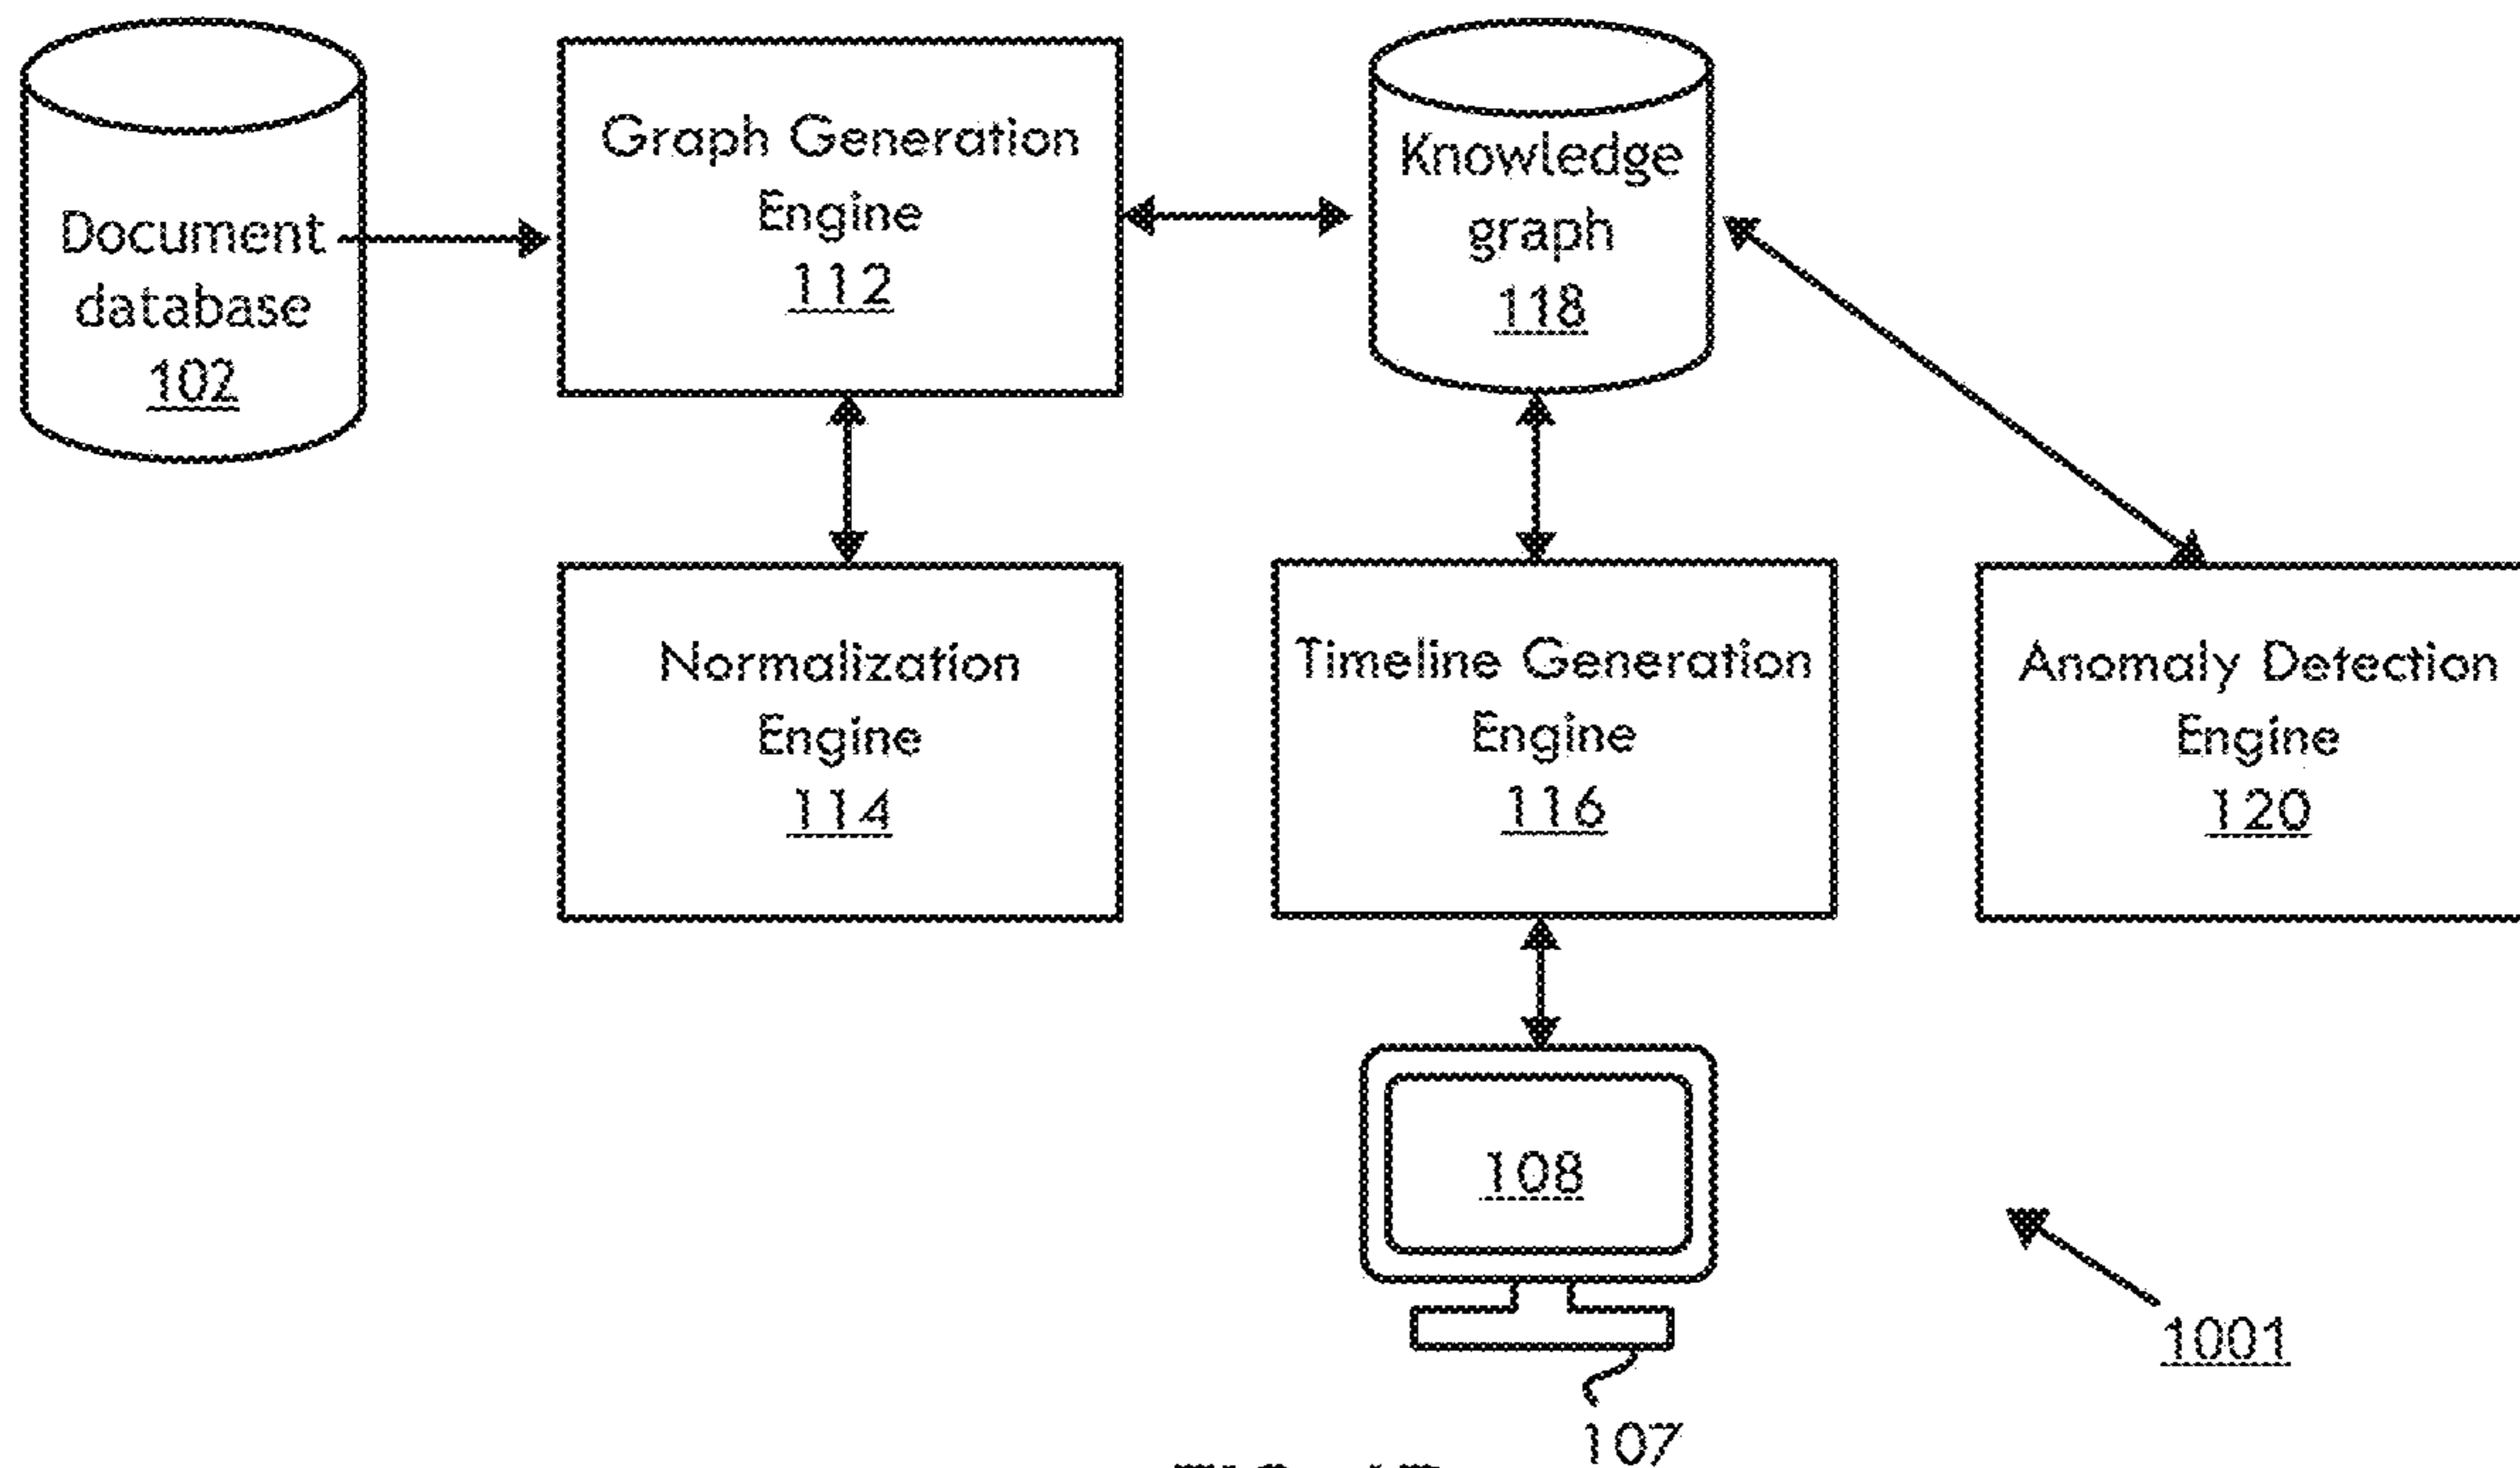 Document
database
102
Graph Generation
Engine
112
Knowledge
graph
118
Normalization
Engine
114
Timeline Generation
Engine
116
Anomaly Detection
Engine
120
108
1001
107